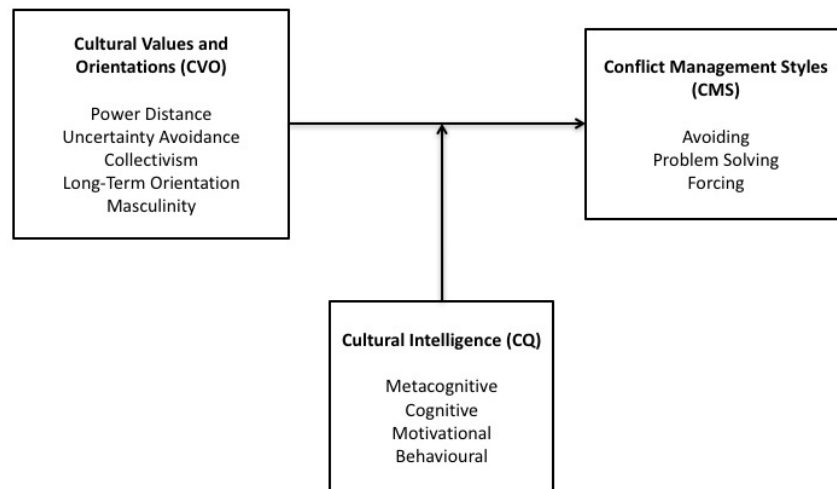 Cultural Values and
Orientations (CVO)
Power Distance
Uncertainty Avoidance
Collectivism
Long-Term Orientation
Masculinity
Conflict Management Styles
(CMS)
Avoiding
Problem Solving
Forcing
Cultural Intelligence (CQ)
Metacognitive
Cognitive
Motivational
Behavioural